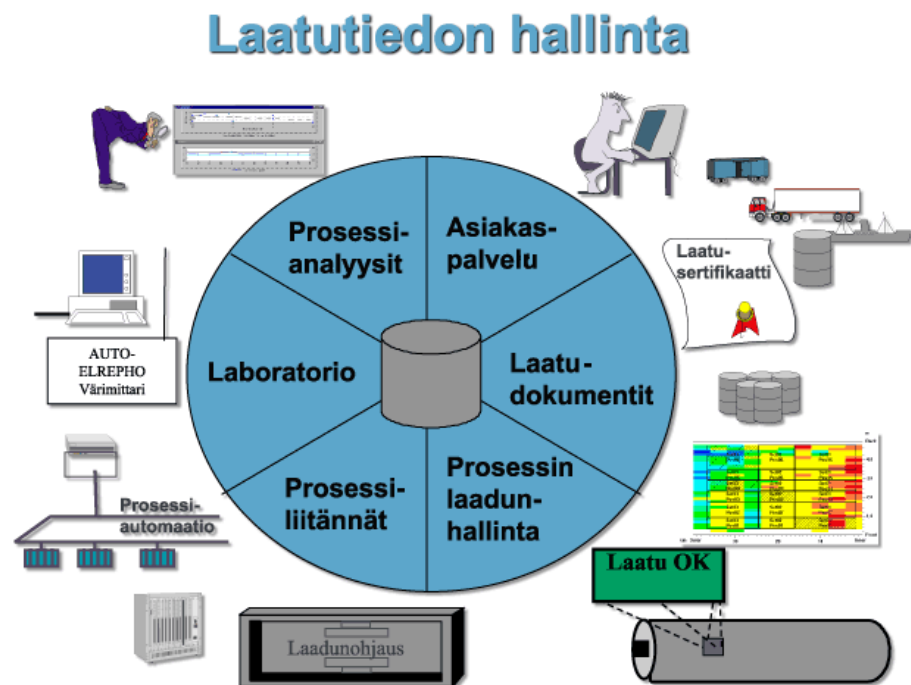 Laatutiedon hallinta
Prosessi-
analyysit
Asiakas-
palvelu
Laatu-
sertifikaatti
AUTO-
ELREPHO
Värimittari
Laboratorio
Laatu-
dokumentit
Prosessi-
liitännät
Prosessin
laadun-
hallinta
Prosessi-
automaatio
Laatu OK
Laadunohjaus